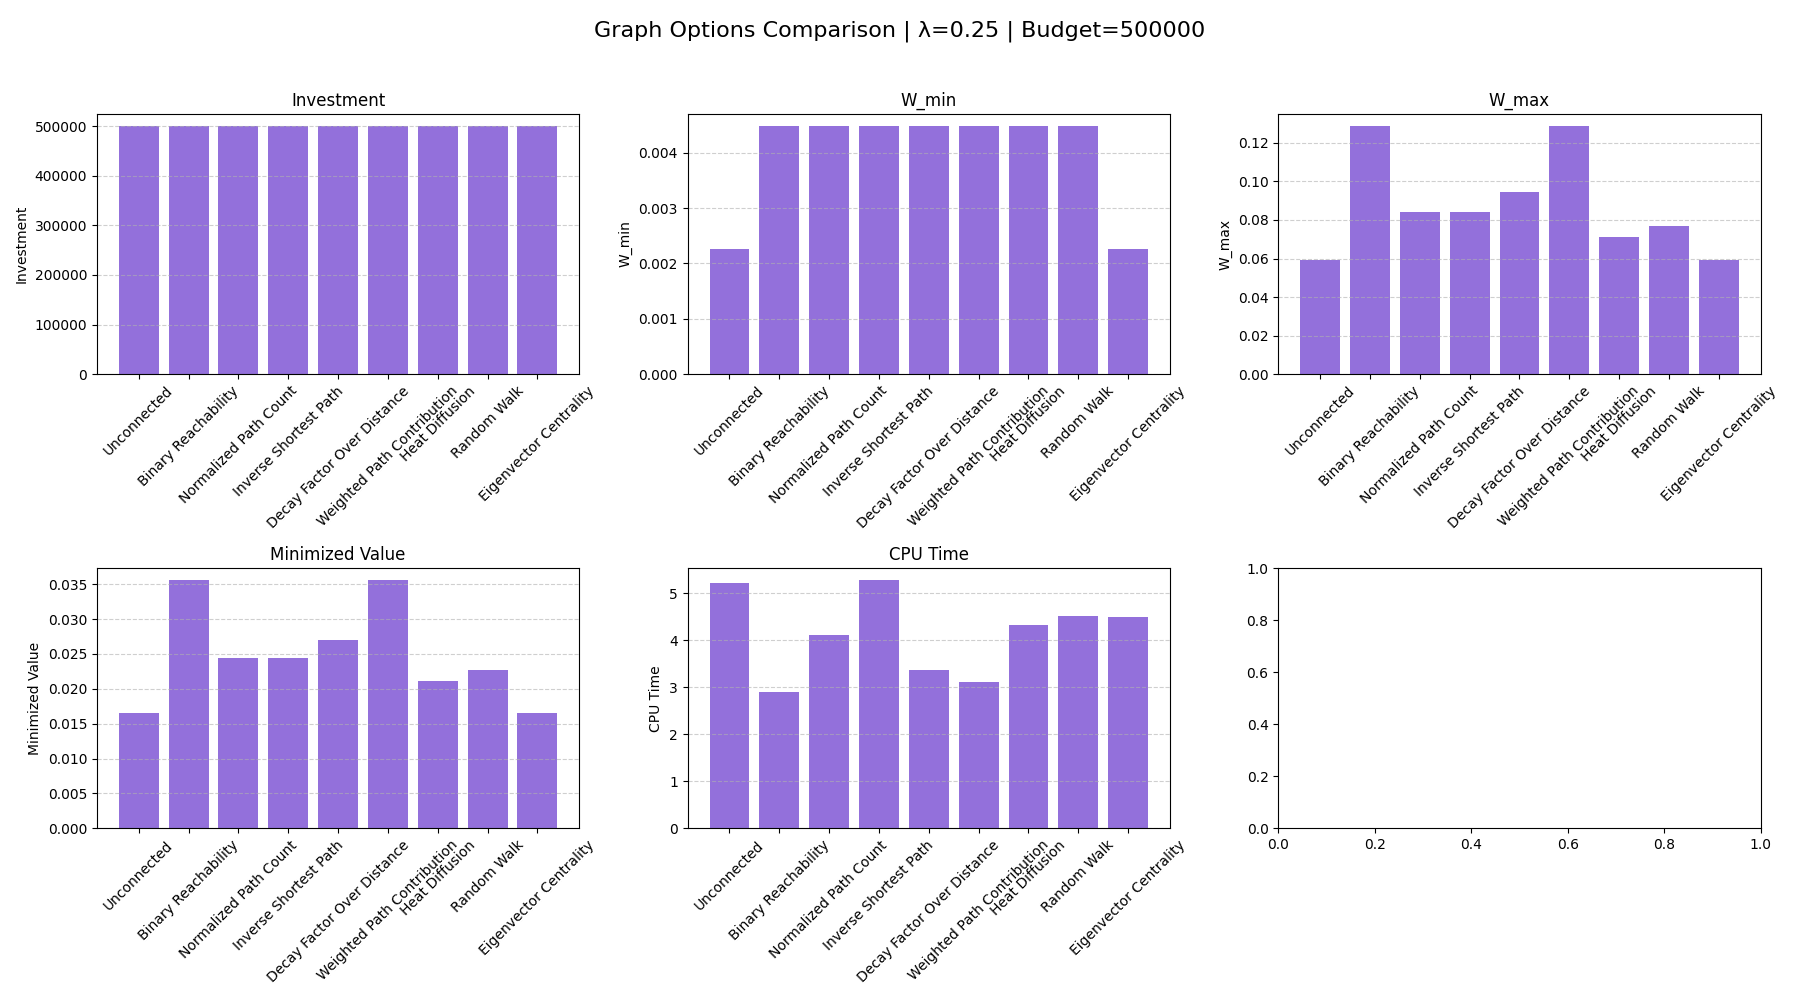 Graph Options Comparison | λ=0.25 | Budget=500000
Investment
Investment
500000
400000
300000
200000
100000
0
Unconnected
Binary Reachability
Normalized Path Count
Inverse Shortest Path
Decay Factor Over Distance
Weighted Path Contribution
Heat Diffusion
Random Walk
Eigenvector Centrality
W_min
W_min
0.004
0.003
0.002
0.001
0.000
Unconnected
Binary Reachability
Normalized Path Count
Inverse Shortest Path
Decay Factor Over Distance
Weighted Path Contribution
Heat Diffusion
Random Walk
Eigenvector Centrality
W_max
W_max
0.12
0.10
0.08
0.06
0.04
0.02
0.00
Unconnected
Binary Reachability
Normalized Path Count
Inverse Shortest Path
Decay Factor Over Distance
Weighted Path Contribution
Heat Diffusion
Random Walk
Eigenvector Centrality
Minimized Value
Minimized Value
0.035
0.030
0.025
0.020
0.015
0.010
0.005
0.000
Unconnected
Binary Reachability
Normalized Path Count
Inverse Shortest Path
Decay Factor Over Distance
Weighted Path Contribution
Heat Diffusion
Random Walk
Eigenvector Centrality
CPU Time
CPU Time
5
4
3
2
1
0
Unconnected
Binary Reachability
Normalized Path Count
Inverse Shortest Path
Decay Factor Over Distance
Weighted Path Contribution
Heat Diffusion
Random Walk
Eigenvector Centrality
1.0
0.8
0.6
0.4
0.2
0.0
0.0 0.2 0.4 0.6 0.8 1.0